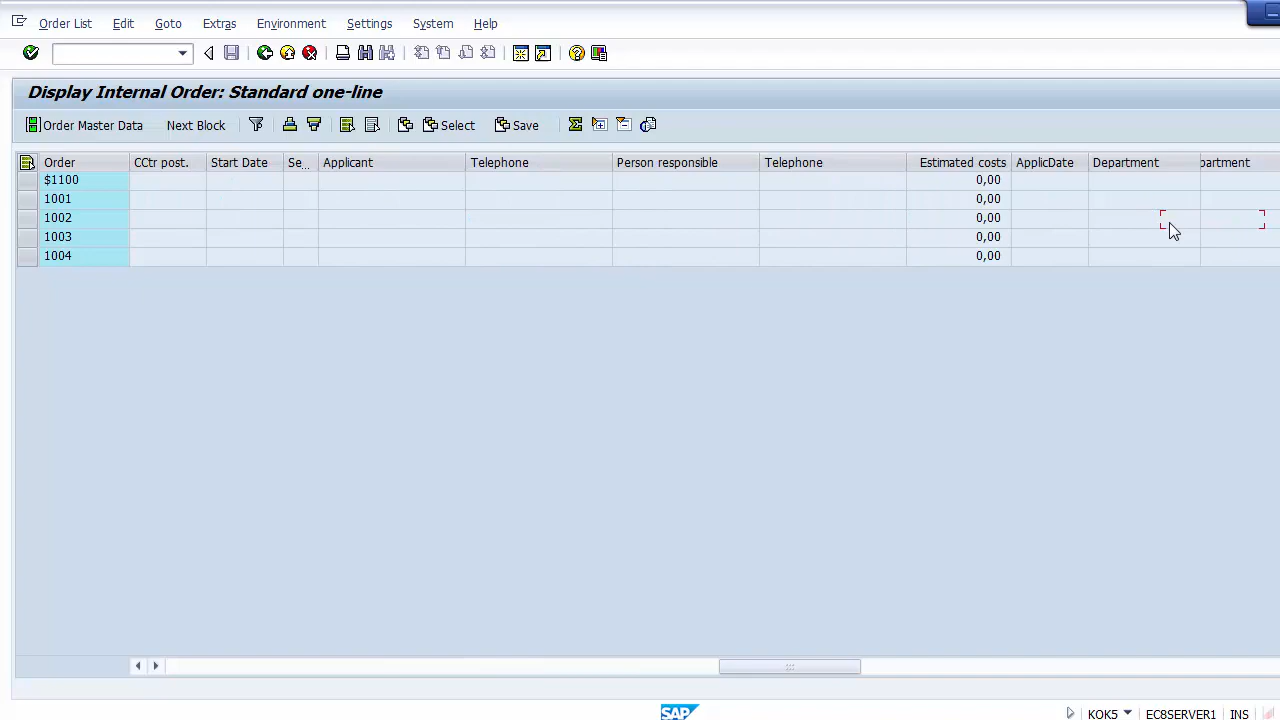 Order List Edit Goto Extras Environment Settings System Help
Display Internal Order: Standard one-line
Order Master Data Next Block Select Save
Order CCtr post. Start Date Se... Applicant Telephone Person responsible Telephone Estimated costs ApplicDate Department partment
$1100 0,00
1001 0,00
1002 0,00
1003 0,00
1004 0,00
SAP KOK5 EC8SERVER1 INS